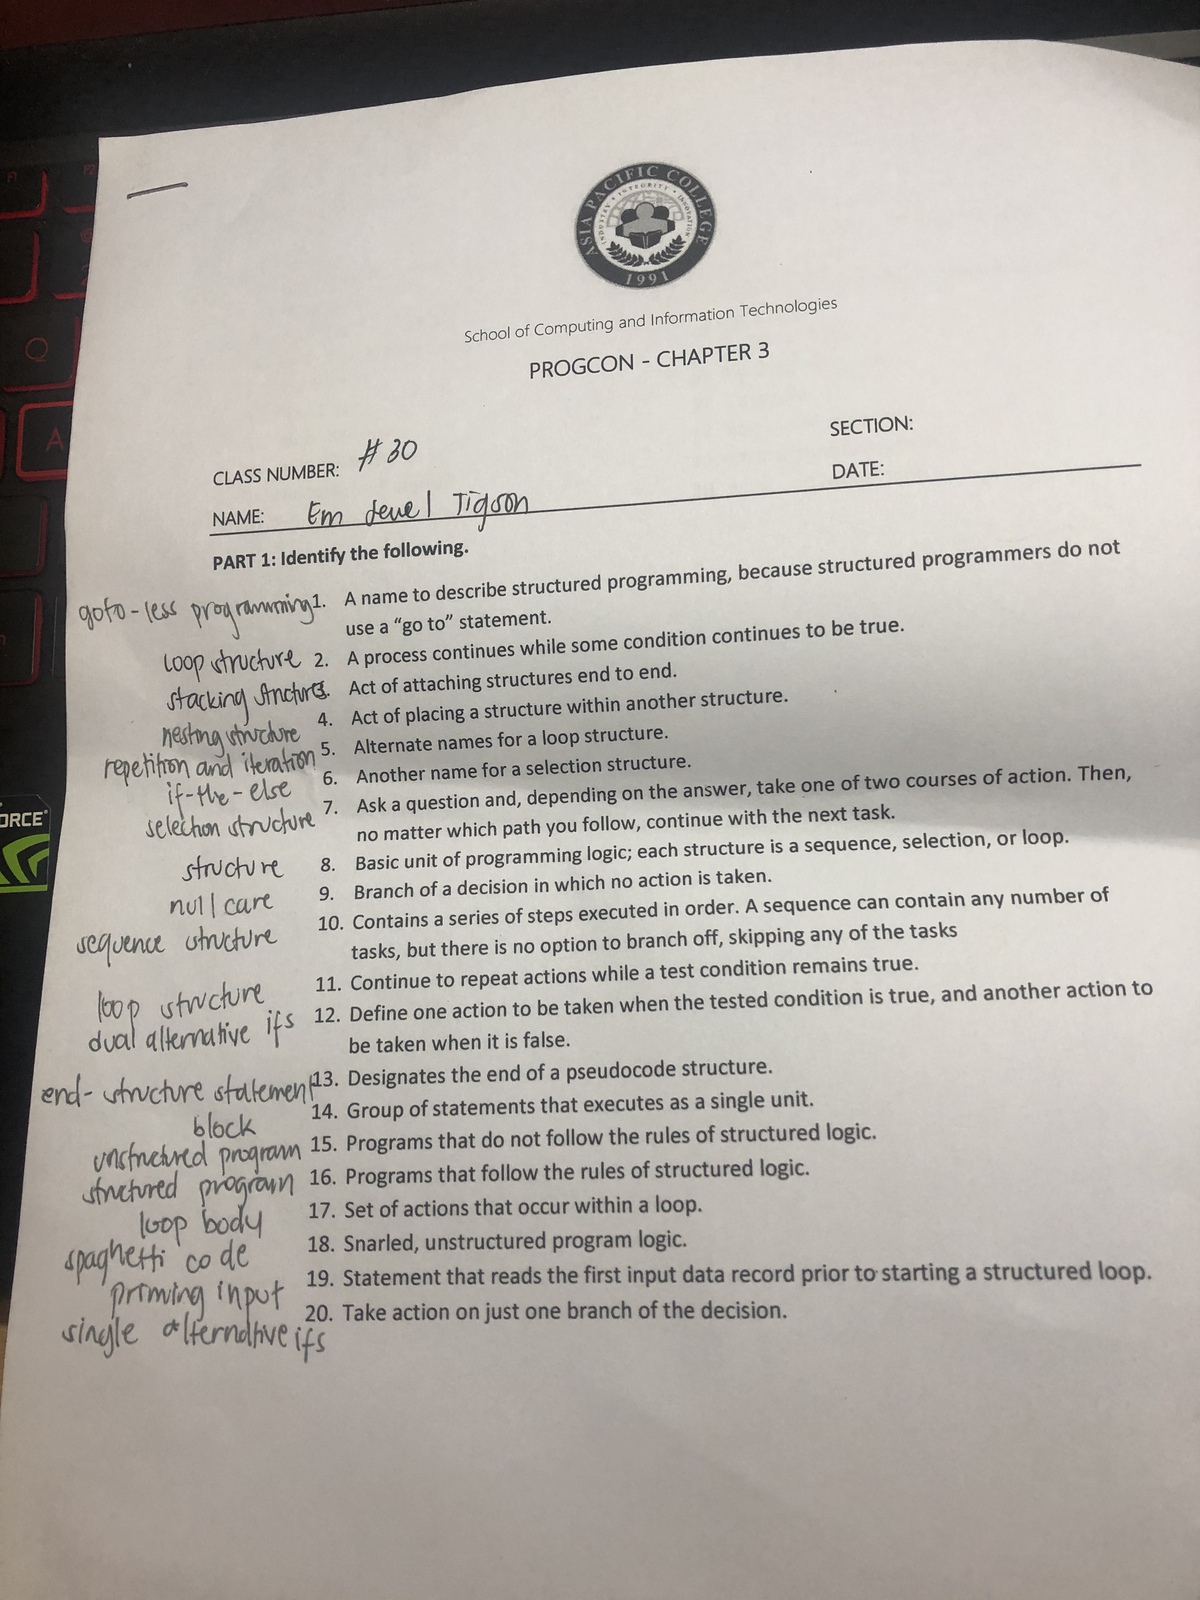 ASIA PACIFIC COLLEGE
INDUSTRY • INTEGRITY • INNOVATION
1991
School of Computing and Information Technologies
PROGCON - CHAPTER 3
SECTION:
CLASS NUMBER: #30
DATE:
NAME: Em Jewel Tigson
PART 1: Identify the following.
goto-less programming 1. A name to describe structured programming, because structured programmers do not
use a “go to” statement.
loop structure 2. A process continues while some condition continues to be true.
stacking structure 3. Act of attaching structures end to end.
nesting structure 4. Act of placing a structure within another structure.
repetition and iteration 5. Alternate names for a loop structure.
if-the-else 6. Another name for a selection structure.
selection structure 7. Ask a question and, depending on the answer, take one of two courses of action. Then,
no matter which path you follow, continue with the next task.
structure 8. Basic unit of programming logic; each structure is a sequence, selection, or loop.
null care 9. Branch of a decision in which no action is taken.
sequence structure 10. Contains a series of steps executed in order. A sequence can contain any number of
tasks, but there is no option to branch off, skipping any of the tasks
loop structure 11. Continue to repeat actions while a test condition remains true.
dual alternative ifs 12. Define one action to be taken when the tested condition is true, and another action to
be taken when it is false.
end-structure statement 13. Designates the end of a pseudocode structure.
block 14. Group of statements that executes as a single unit.
unstructured program 15. Programs that do not follow the rules of structured logic.
structured program 16. Programs that follow the rules of structured logic.
loop body 17. Set of actions that occur within a loop.
spaghetti code 18. Snarled, unstructured program logic.
priming input 19. Statement that reads the first input data record prior to starting a structured loop.
single alternative ifs 20. Take action on just one branch of the decision.
F1
F2
Q
A
ORCE